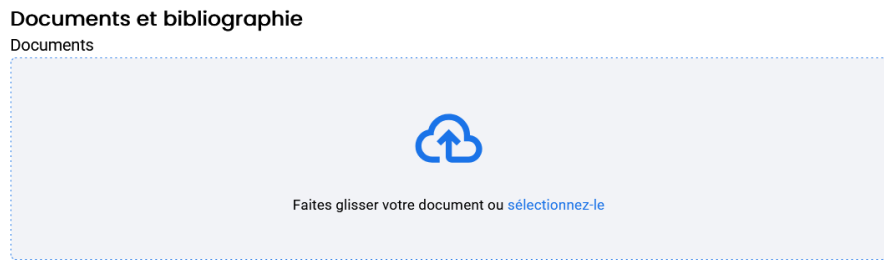 Documents et bibliographie
Documents
Faites glisser votre document ou sélectionnez-le